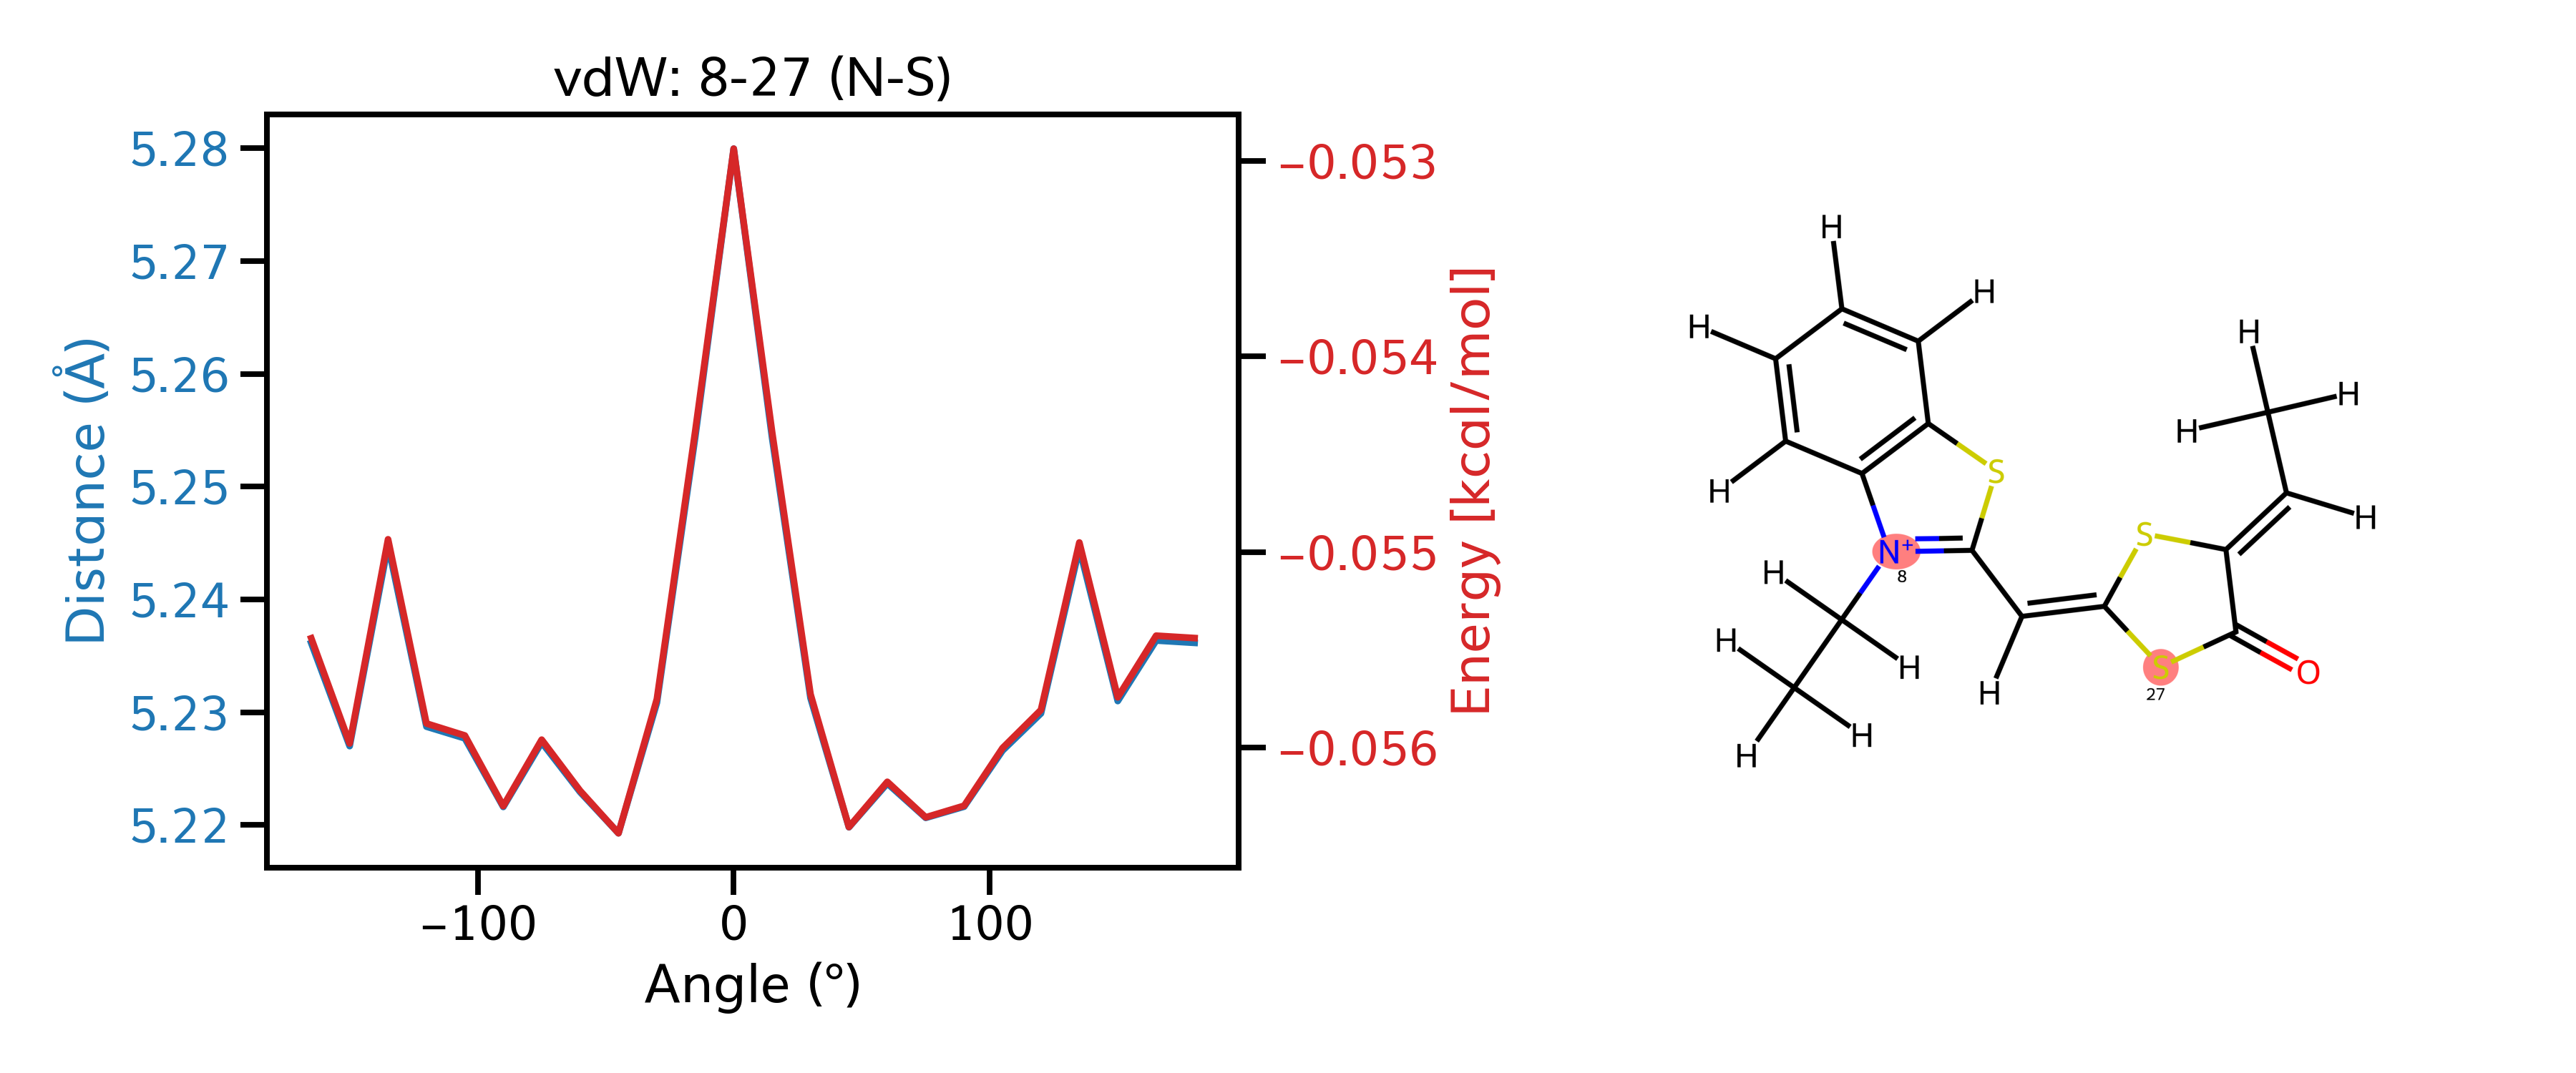 vdW: 8-27 (N-S)
5.28
5.27
5.26
5.25
5.24
5.23
5.22
Distance (Å)
−0.053
−0.054
−0.055
−0.056
Energy [kcal/mol]
−100 0 100
Angle (°)
H
H
H
H
H
H
H
S
H
H
S
N+
8
H
H
O
H
S
27
H
H
H
H